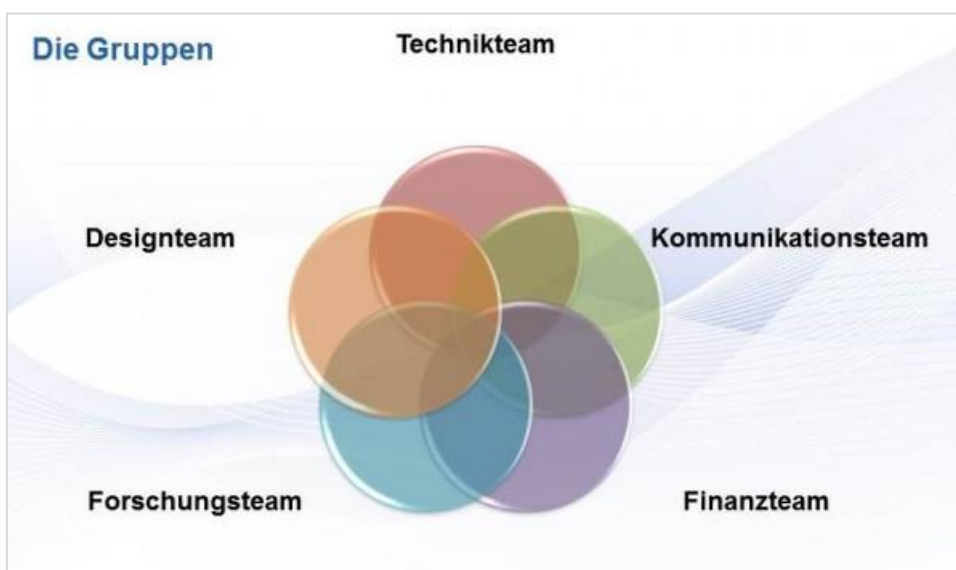 Die Gruppen
Technikteam
Designteam
Kommunikationsteam
Forschungsteam
Finanzteam